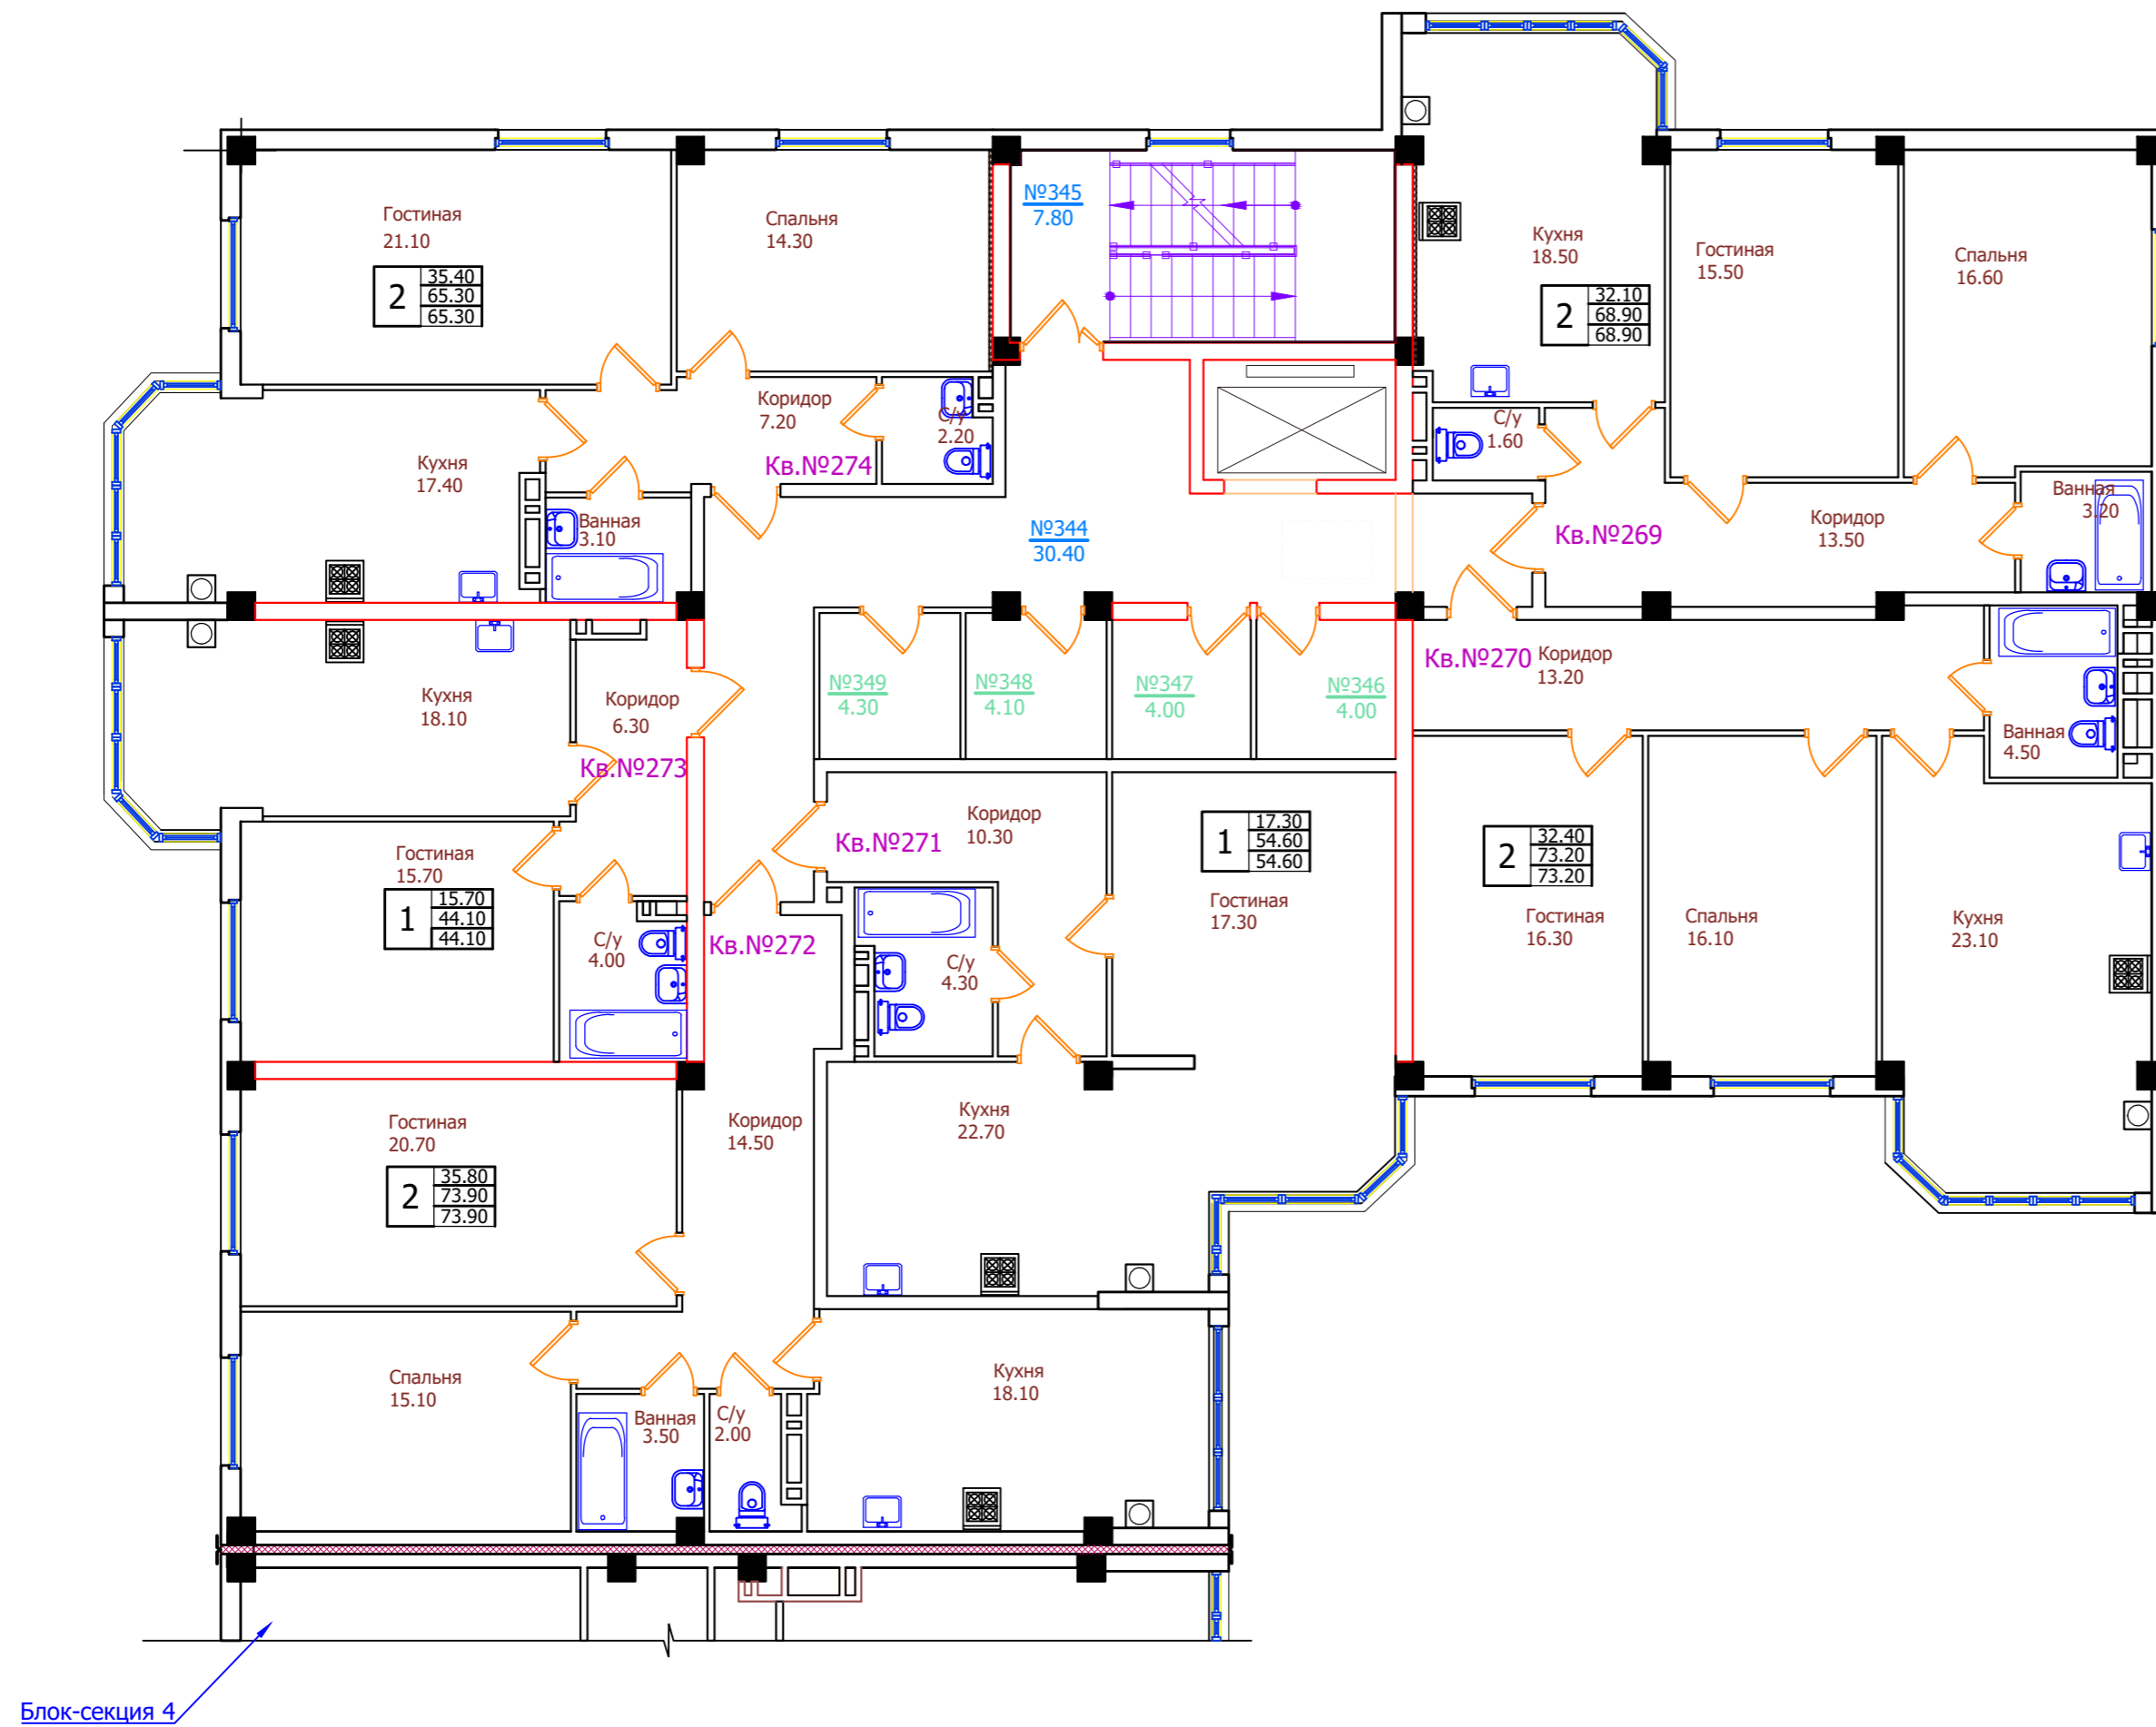 Гостиная
21.10
2
35.40
65.30
65.30
Спальня
14.30
№345
7.80
Кухня
18.50
2
32.10
68.90
68.90
Гостиная
15.50
Спальня
16.60
Коридор
7.20
С/у
2.20
Кв.№274
Кухня
17.40
Ванная
3.10
№344
30.40
С/у
1.60
Кв.№269
Коридор
13.50
Ванная
3.20
Кухня
18.10
Коридор
6.30
Кв.№273
№349
4.30
№348
4.10
№347
4.00
№346
4.00
Кв.№270
Коридор
13.20
Ванная
4.50
Гостиная
15.70
1
15.70
44.10
44.10
С/у
4.00
Кв.№271
Коридор
10.30
1
17.30
54.60
54.60
Гостиная
17.30
2
32.40
73.20
73.20
Гостиная
16.30
Спальня
16.10
Кухня
23.10
Кв.№272
С/у
4.30
Гостиная
20.70
2
35.80
73.90
73.90
Коридор
14.50
Кухня
22.70
Спальня
15.10
Ванная
3.50
С/у
2.00
Кухня
18.10
Блок-секция 4